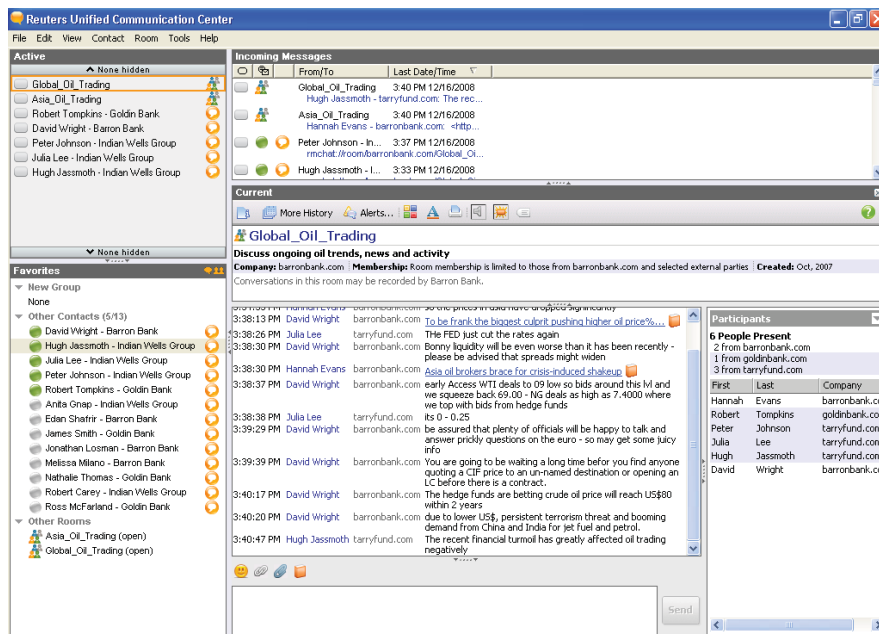 Reuters Unified Communication Center
File Edit View Contact Room Tools Help
Active
None hidden
Global_Oil_Trading
Asia_Oil_Trading
Robert Tompkins - Goldin Bank
David Wright - Barron Bank
Peter Johnson - Indian Wells Group
Julia Lee - Indian Wells Group
Hugh Jassmoth - Indian Wells Group
None hidden
Favorites
New Group
None
Other Contacts (5/13)
David Wright - Barron Bank
Hugh Jassmoth - Indian Wells Group
Julia Lee - Indian Wells Group
Peter Johnson - Indian Wells Group
Robert Tompkins - Goldin Bank
Anita Gnap - Indian Wells Group
Edan Shafrir - Barron Bank
James Smith - Goldin Bank
Jonathan Losman - Barron Bank
Melissa Milano - Barron Bank
Nathalie Thomas - Goldin Bank
Robert Carey - Indian Wells Group
Ross McFarland - Goldin Bank
Other Rooms
Asia_Oil_Trading (open)
Global_Oil_Trading (open)
Incoming Messages
From/To Last Date/Time
Global_Oil_Trading 3:40 PM 12/16/2008
Hugh Jassmoth - tarryfund.com: The rec...
Asia_Oil_Trading 3:40 PM 12/16/2008
Hannah Evans - barronbank.com: <http...
Peter Johnson - In... 3:37 PM 12/16/2008
rmchat://room/barronbank.com/Global_Oi...
Hugh Jassmoth - I... 3:33 PM 12/16/2008
Current
More History Alerts...
Global_Oil_Trading
Discuss ongoing oil trends, news and activity
Company: barronbank.com Membership: Room membership is limited to those from barronbank.com and selected external parties Created: Oct, 2007
Conversations in this room may be recorded by Barron Bank.
3:38:13 PM David Wright barronbank.com To be frank the biggest culprit pushing higher oil price%...
3:38:26 PM Julia Lee tarryfund.com THe FED just cut the rates again
3:38:30 PM David Wright barronbank.com Bonny liquidity will be even worse than it has been recently -
please be advised that spreads might widen
3:38:30 PM Hannah Evans barronbank.com Asia oil brokers brace for crisis-induced shakeup
3:38:37 PM David Wright barronbank.com early Access WTI deals to 09 low so bids around this lvl and
we squeeze back 69.00 - NG deals as high as 7.4000 where
we top with bids from hedge funds
3:38:38 PM Julia Lee tarryfund.com its 0 - 0.25
3:39:29 PM David Wright barronbank.com be assured that plenty of officials will be happy to talk and
answer prickly questions on the euro - so may get some juicy
info
3:39:39 PM David Wright barronbank.com You are going to be waiting a long time befor you find anyone
quoting a CIF price to an un-named destination or opening an
LC before there is a contract.
3:40:17 PM David Wright barronbank.com The hedge funds are betting crude oil price will reach US$80
within 2 years
3:40:20 PM David Wright barronbank.com due to lower US$, persistent terrorism threat and booming
demand from China and India for jet fuel and petrol.
3:40:47 PM Hugh Jassmoth tarryfund.com The recent financial turmoil has greatly affected oil trading
negatively
Send
Participants
6 People Present
2 from barronbank.com
1 from goldinbank.com
3 from tarryfund.com
First Last Company
Hannah Evans barronbank.co
Robert Tompkins goldinbank.co
Peter Johnson tarryfund.com
Julia Lee tarryfund.com
Hugh Jassmoth tarryfund.com
David Wright barronbank.co